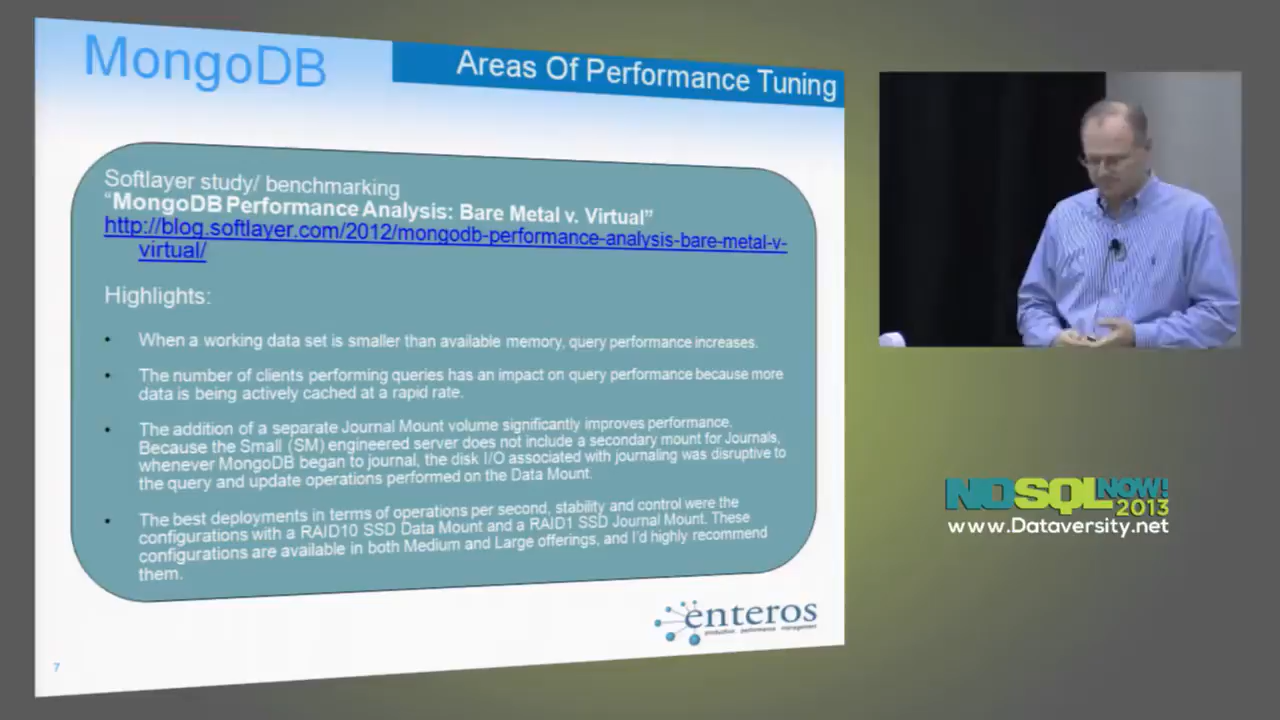 MongoDB
Areas Of Performance Tuning
Softlayer study/ benchmarking
“MongoDB Performance Analysis: Bare Metal v. Virtual”
http://blog.softlayer.com/2012/mongodb-performance-analysis-bare-metal-v-
virtual/
Highlights:
• When a working data set is smaller than available memory, query performance increases.
• The number of clients performing queries has an impact on query performance because more
data is being actively cached at a rapid rate.
• The addition of a separate Journal Mount volume significantly improves performance.
Because the Small (SM) engineered server does not include a secondary mount for Journals,
whenever MongoDB began to journal, the disk I/O associated with journaling was disruptive to
the query and update operations performed on the Data Mount.
• The best deployments in terms of operations per second, stability and control were the
configurations with a RAID10 SSD Data Mount and a RAID1 SSD Journal Mount. These
configurations are available in both Medium and Large offerings, and I'd highly recommend
them.
enteros
production performance management
7
NOSQL NOW!
2013
www.Dataversity.net